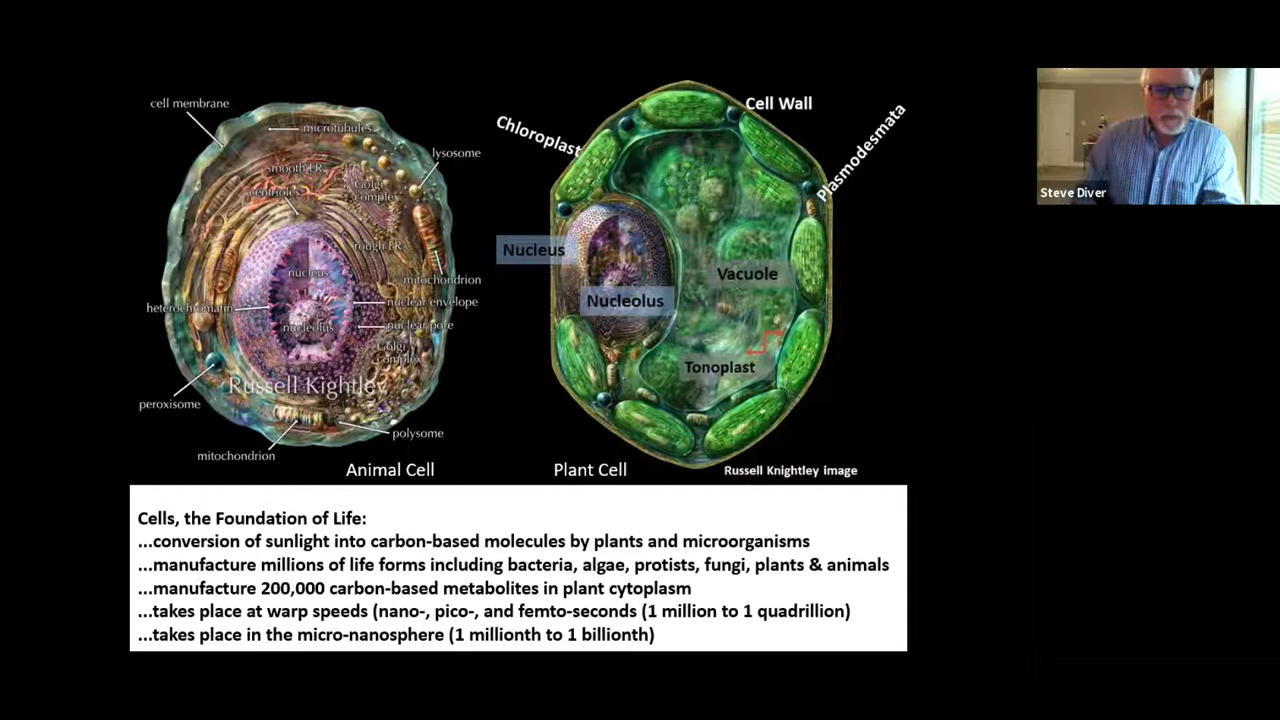 cell membrane
microtubules
lysosome
smooth ER
Golgi
complex
centrioles
rough ER
mitochondrion
nucleus
nuclear envelope
heterochromatin
nuclear pore
nucleolus
Golgi
complex
Russell Kightley
peroxisome
polysome
mitochondrion
Animal Cell
Chloroplast
Cell Wall
Plasmodesmata
Nucleus
Vacuole
Nucleolus
Tonoplast
Plant Cell
Russell Knightley image
Steve Diver
Cells, the Foundation of Life:
...conversion of sunlight into carbon-based molecules by plants and microorganisms
...manufacture millions of life forms including bacteria, algae, protists, fungi, plants & animals
...manufacture 200,000 carbon-based metabolites in plant cytoplasm
...takes place at warp speeds (nano-, pico-, and femto-seconds (1 million to 1 quadrillion)
...takes place in the micro-nanosphere (1 millionth to 1 billionth)